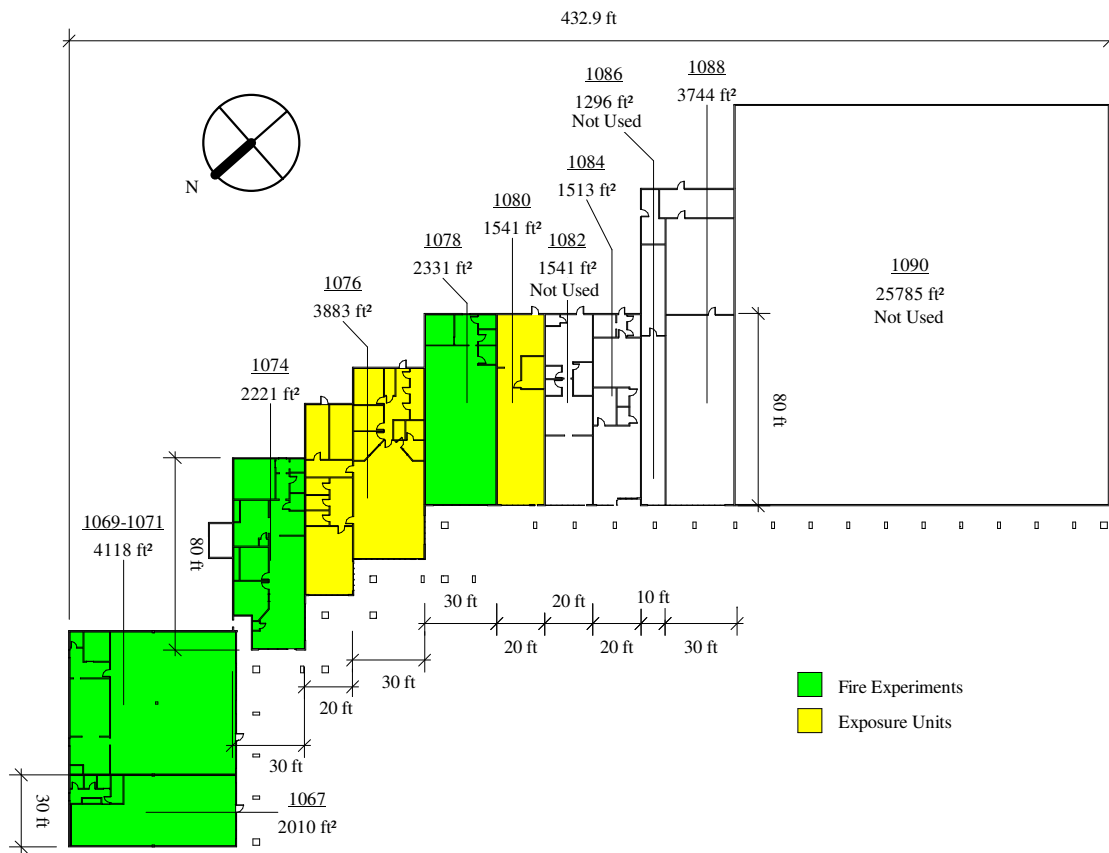 432.9 ft
1086
1296 ft²
Not Used
1088
3744 ft²
N
1084
1513 ft²
1080
1541 ft²
1078
2331 ft²
1082
1541 ft²
Not Used
1090
25785 ft²
Not Used
1076
3883 ft²
1074
2221 ft²
80 ft
1069-1071
4118 ft²
80 ft
30 ft
20 ft
20 ft
20 ft
10 ft
30 ft
30 ft
20 ft
30 ft
Fire Experiments
Exposure Units
30 ft
1067
2010 ft²